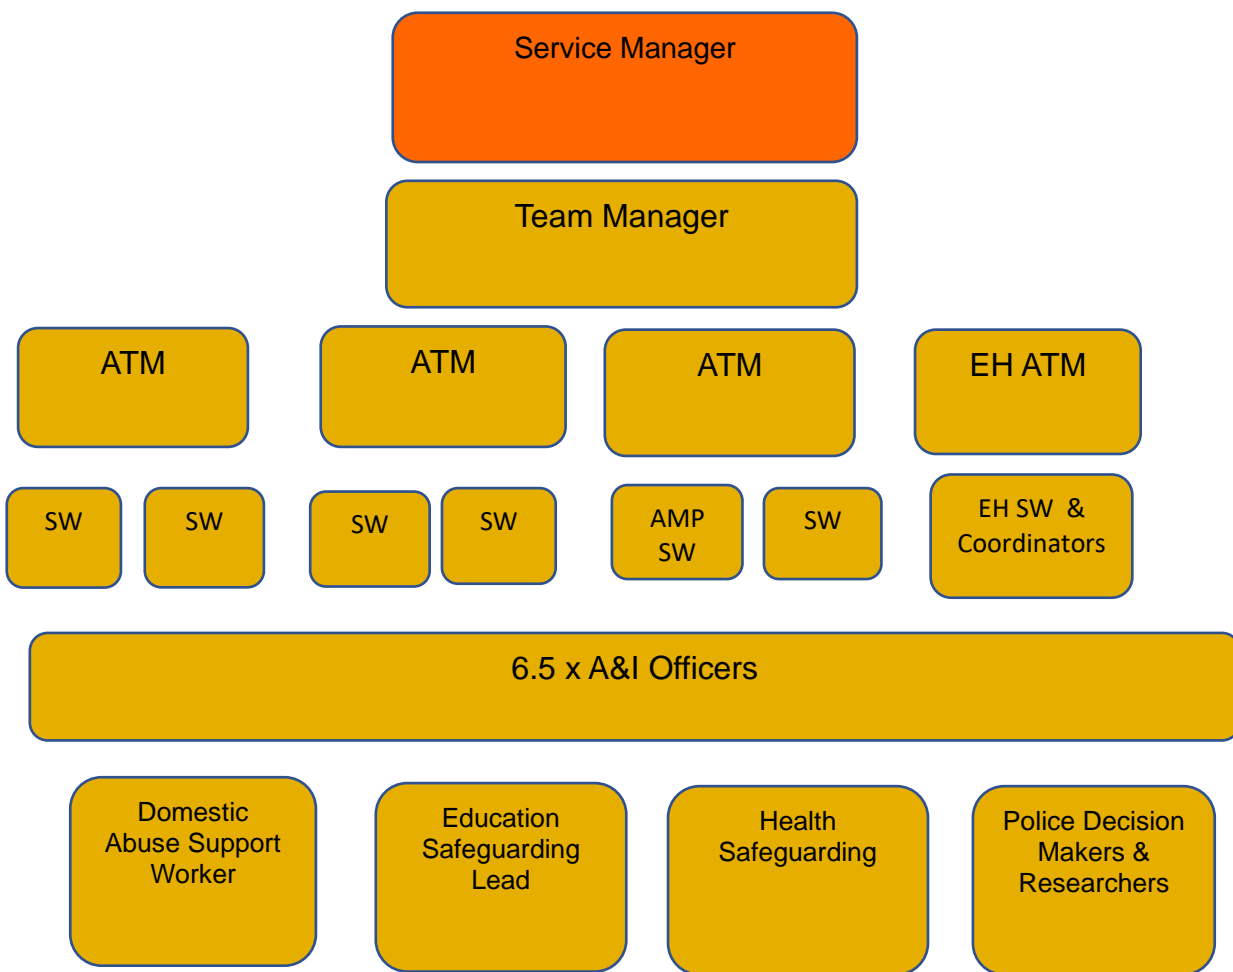 Service Manager
Team Manager
ATM
ATM
ATM
EH ATM
SW
SW
SW
SW
AMP
SW
SW
EH SW & 
Coordinators
6.5 x A&I Officers
Domestic
Abuse Support
Worker
Education
Safeguarding
Lead
Health
Safeguarding
Police Decision
Makers &
Researchers